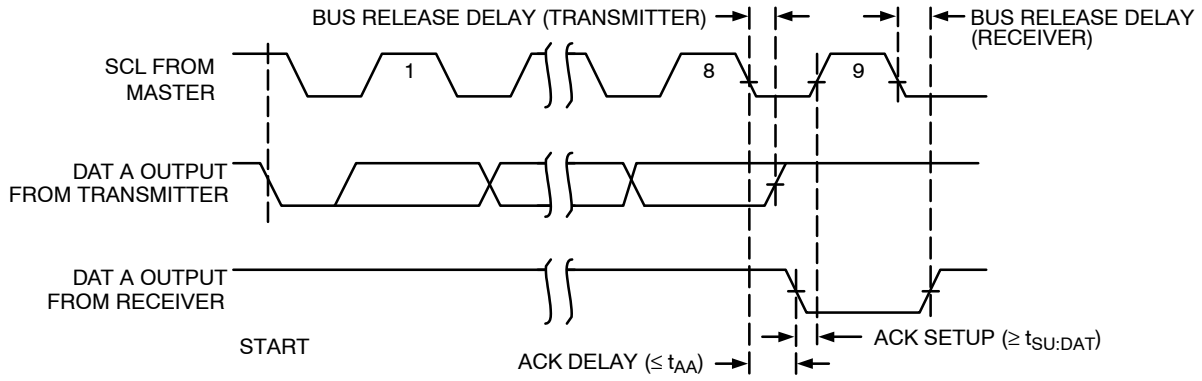 BUS RELEASE DELAY (TRANSMITTER)
BUS RELEASE DELAY
(RECEIVER)
SCL FROM
MASTER
1
8
9
DAT A OUTPUT
FROM TRANSMITTER
DAT A OUTPUT
FROM RECEIVER
START
ACK DELAY (≤ tAA)
ACK SETUP (≥ tSU:DAT)